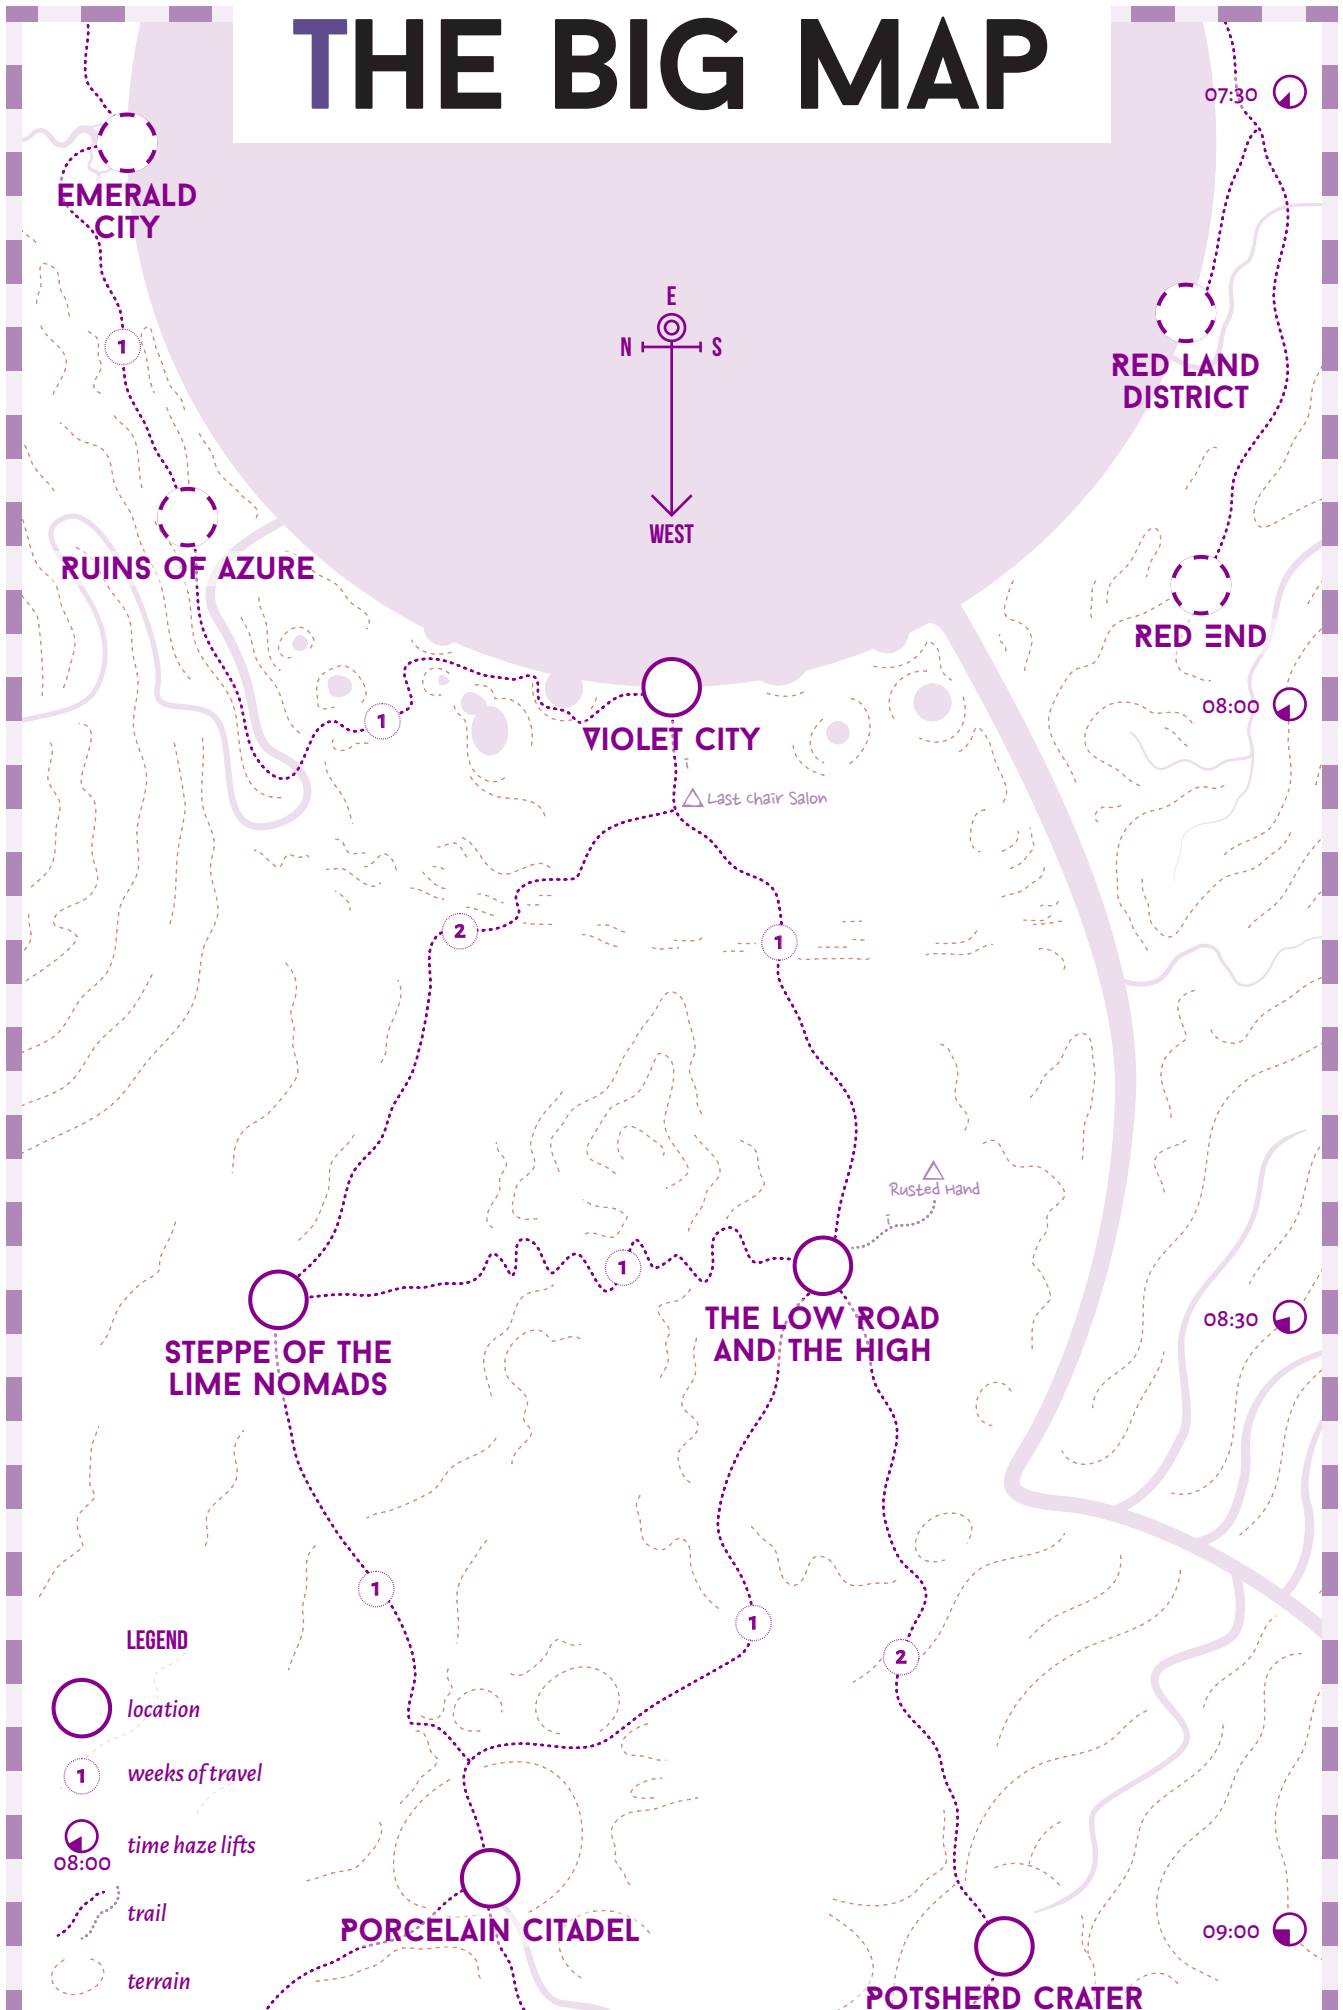 THE BIG MAP
07:30
EMERALD
CITY
E
N
S
WEST
1
RED LAND
DISTRICT
RUINS OF AZURE
RED END
1
08:00
VIOLET CITY
1
Last Chair Salon
2
1
Rusted Hand
1
1
THE LOW ROAD
AND THE HIGH
08:30
STEPPE OF THE
LIME NOMADS
1
1
2
LEGEND
location
1
weeks of travel
time haze lifts
08:00
trail
terrain
PORCELAIN CITADEL
09:00
POTSHERD CRATER